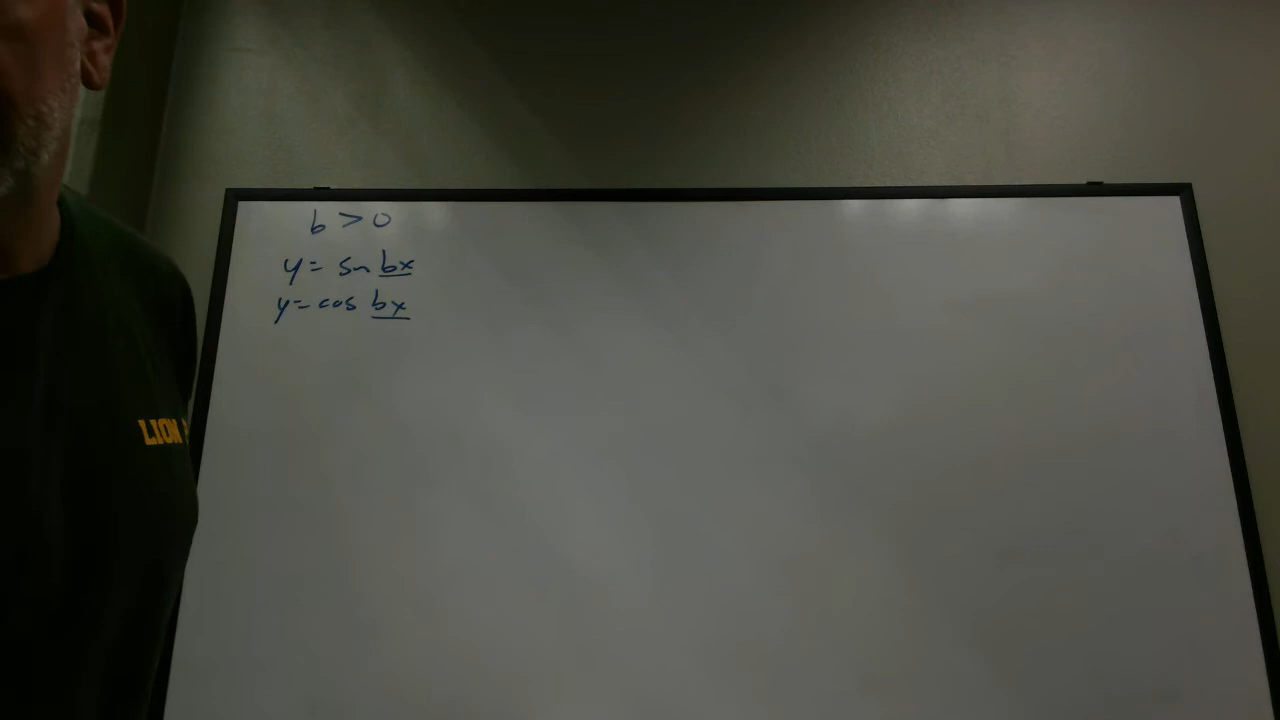 b > 0
y = sin bx
y = cos bx
LION